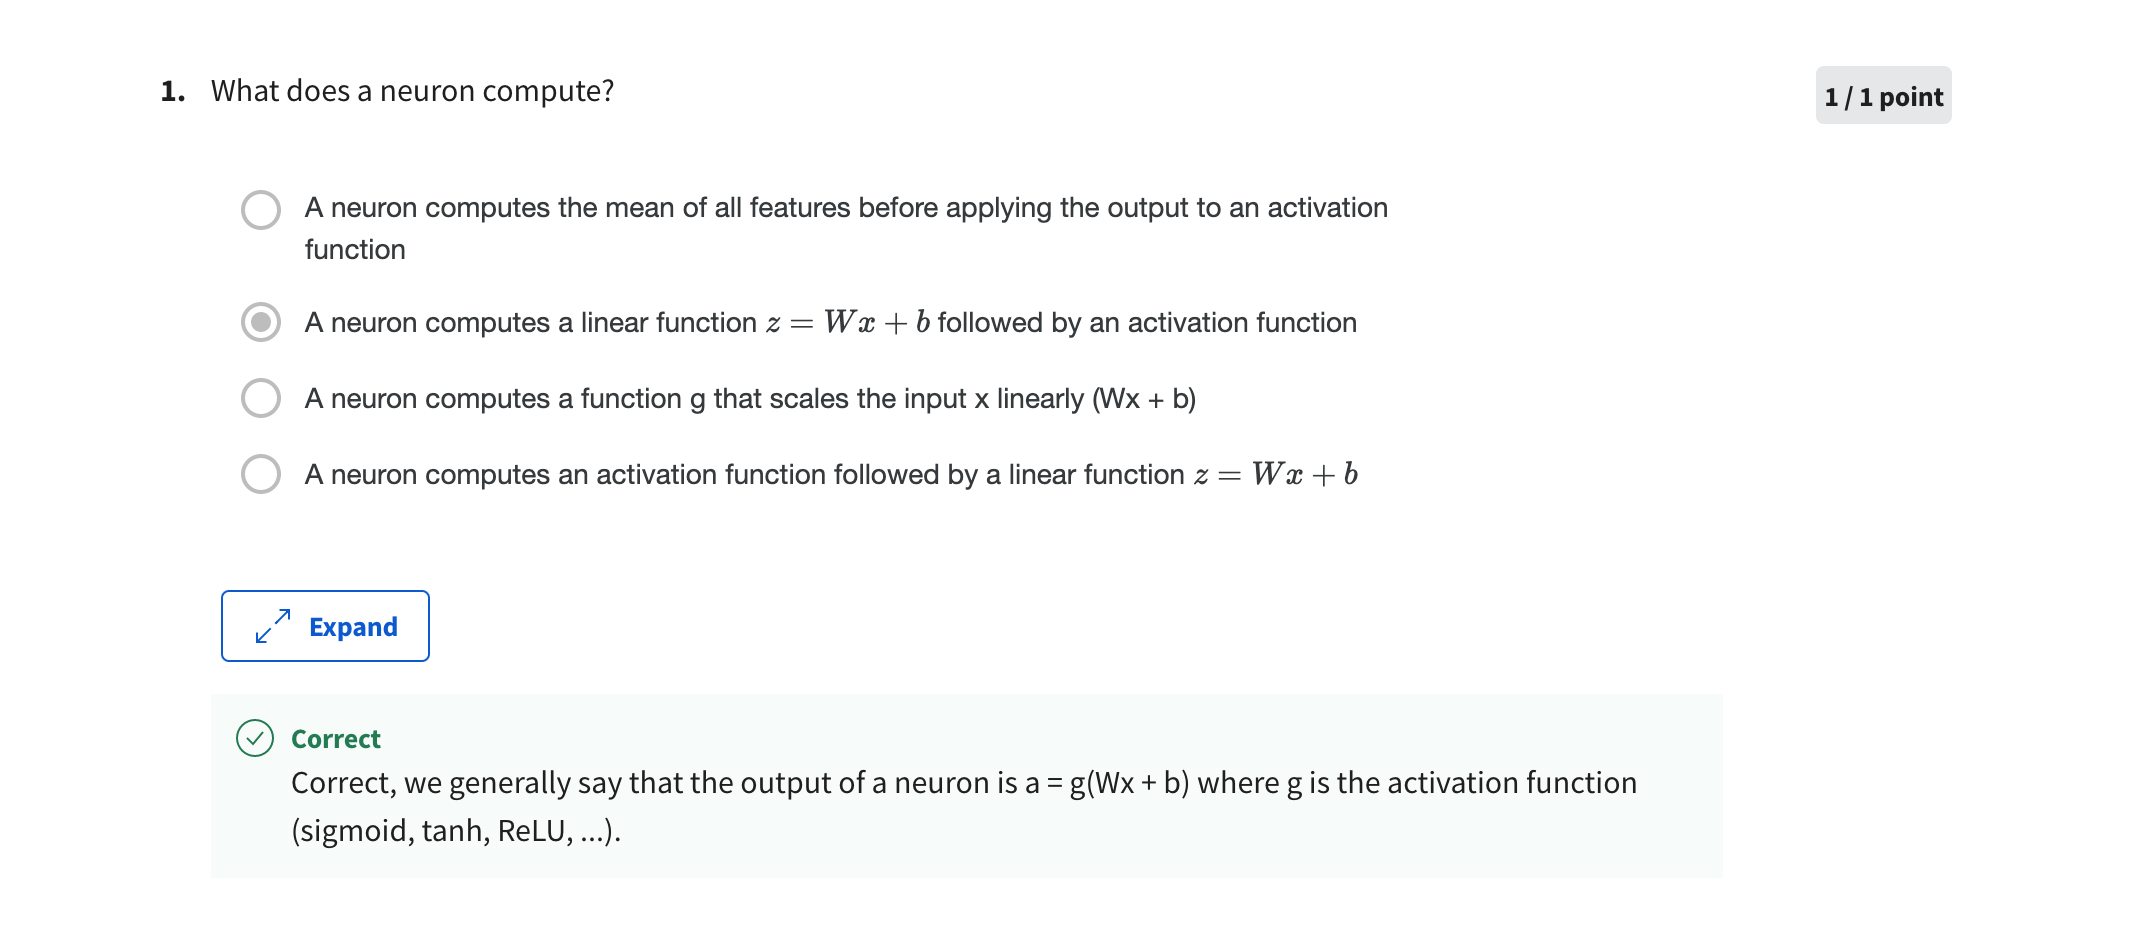 1. What does a neuron compute?
1 / 1 point
A neuron computes the mean of all features before applying the output to an activation
function
A neuron computes a linear function z = Wx + b followed by an activation function
A neuron computes a function g that scales the input x linearly (Wx + b)
A neuron computes an activation function followed by a linear function z = Wx + b
Expand
Correct
Correct, we generally say that the output of a neuron is a = g(Wx + b) where g is the activation function
(sigmoid, tanh, ReLU, ...).